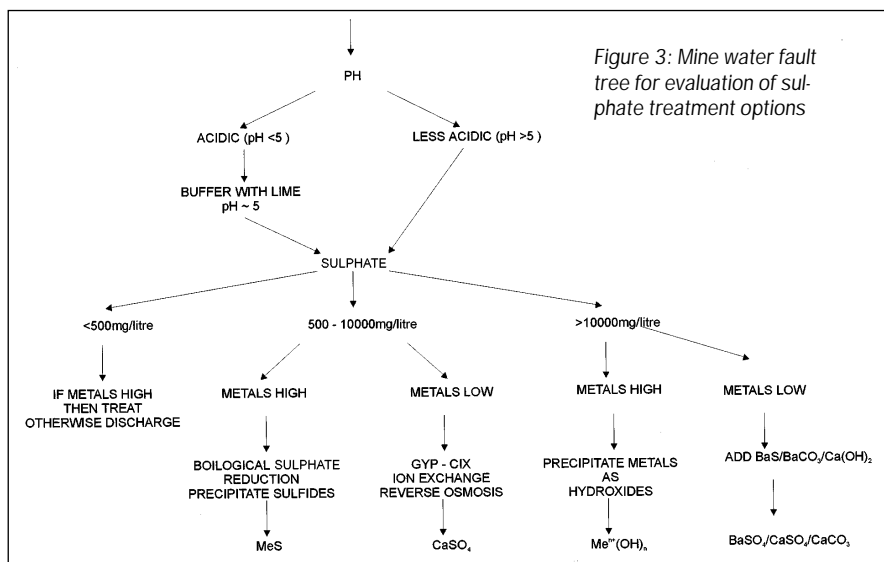 Figure 3: Mine water fault
tree for evaluation of sul-
phate treatment options
PH
ACIDIC (pH <5 )
LESS ACIDIC (pH >5 )
BUFFER WITH LIME
pH ~ 5
SULPHATE
<500mg/litre
500 - 10000mg/litre
>10000mg/litre
IF METALS HIGH
THEN TREAT
OTHERWISE DISCHARGE
METALS HIGH
METALS LOW
METALS HIGH
METALS LOW
BOILOGICAL SULPHATE
REDUCTION
PRECIPITATE SULFIDES
GYP - CIX
ION EXCHANGE
REVERSE OSMOSIS
PRECIPITATE METALS
AS
HYDROXIDES
ADD BaS/BaCO₃/Ca(OH)₂
MeS
CaSO₄
Meⁿ⁺(OH)ₙ
BaSO₄/CaSO₄/CaCO₃